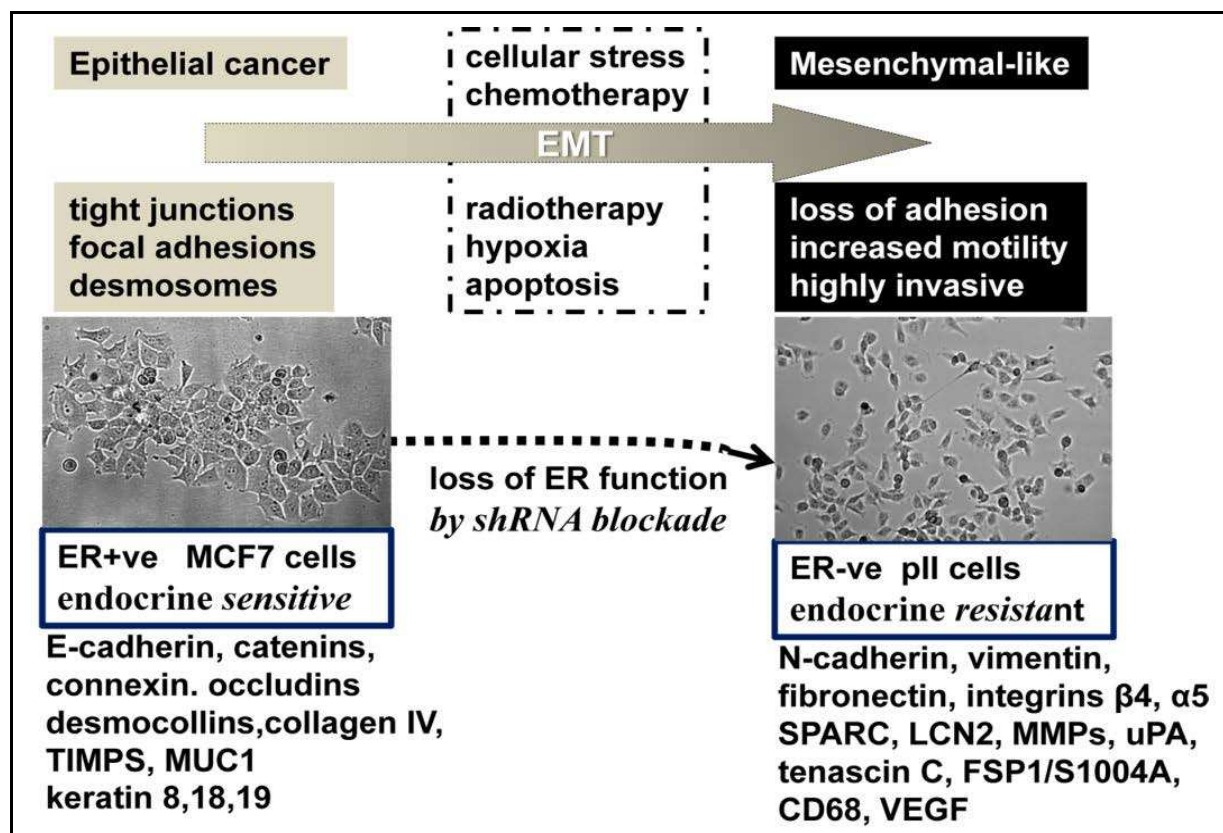 Epithelial cancer
cellular stress
chemotherapy
Mesenchymal-like
EMT
tight junctions
focal adhesions
desmosomes
radiotherapy
hypoxia
apoptosis
loss of adhesion
increased motility
highly invasive
loss of ER function
by shRNA blockade
ER+ve MCF7 cells
endocrine sensitive
E-cadherin, catenins,
connexin. occludins
desmocollins,collagen IV,
TIMPS, MUC1
keratin 8,18,19
ER-ve pII cells
endocrine resistant
N-cadherin, vimentin,
fibronectin, integrins β4, α5
SPARC, LCN2, MMPs, uPA,
tenascin C, FSP1/S1004A,
CD68, VEGF